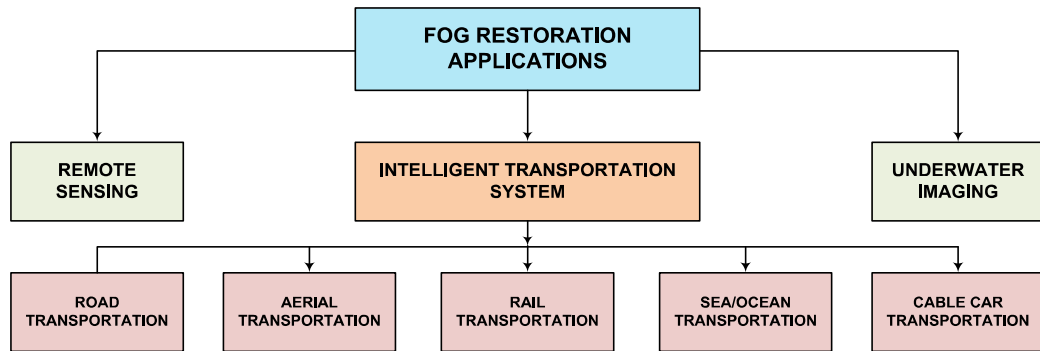 FOG RESTORATION
APPLICATIONS
REMOTE
SENSING
INTELLIGENT TRANSPORTATION
SYSTEM
UNDERWATER
IMAGING
ROAD
TRANSPORTATION
AERIAL
TRANSPORTATION
RAIL
TRANSPORTATION
SEA/OCEAN
TRANSPORTATION
CABLE CAR
TRANSPORTATION